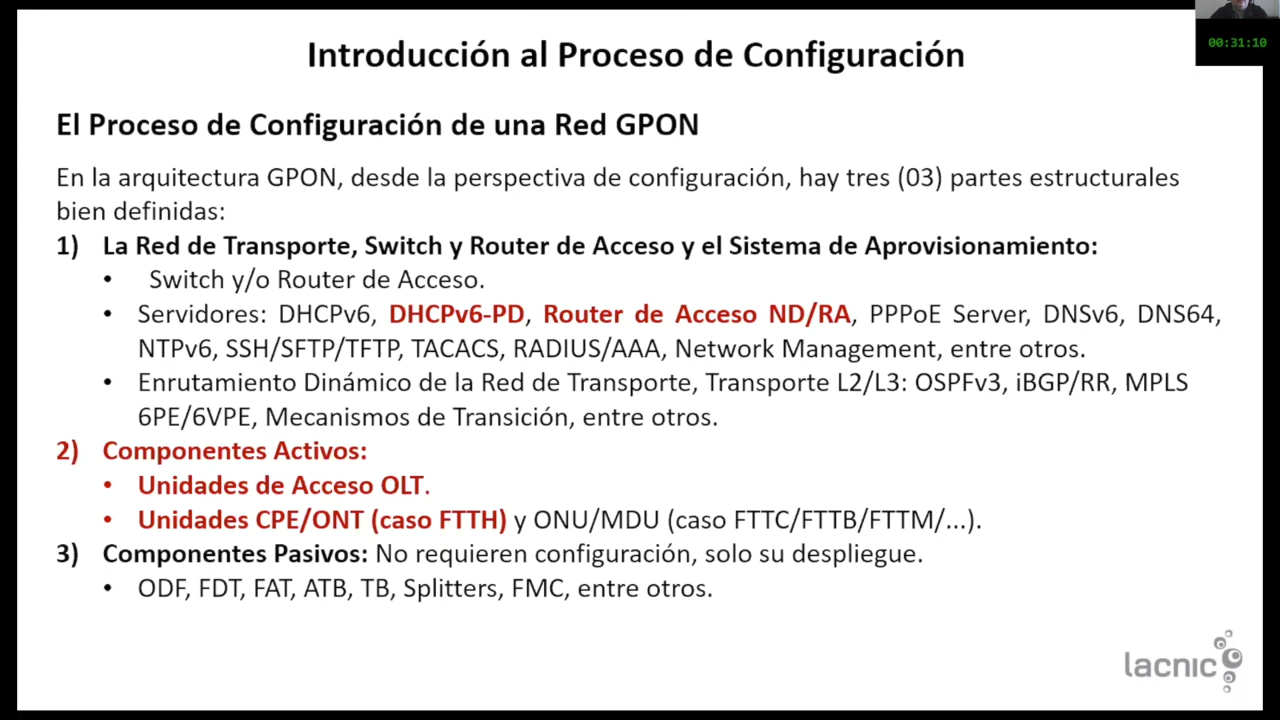 00:31:10
Introducción al Proceso de Configuración
El Proceso de Configuración de una Red GPON
En la arquitectura GPON, desde la perspectiva de configuración, hay tres (03) partes estructurales
bien definidas:
1) La Red de Transporte, Switch y Router de Acceso y el Sistema de Aprovisionamiento:
• Switch y/o Router de Acceso.
• Servidores: DHCPv6, DHCPv6-PD, Router de Acceso ND/RA, PPPoE Server, DNSv6, DNS64,
NTPv6, SSH/SFTP/TFTP, TACACS, RADIUS/AAA, Network Management, entre otros.
• Enrutamiento Dinámico de la Red de Transporte, Transporte L2/L3: OSPFv3, iBGP/RR, MPLS
6PE/6VPE, Mecanismos de Transición, entre otros.
2) Componentes Activos:
• Unidades de Acceso OLT.
• Unidades CPE/ONT (caso FTTH) y ONU/MDU (caso FTTC/FTTB/FTTM/...).
3) Componentes Pasivos: No requieren configuración, solo su despliegue.
• ODF, FDT, FAT, ATB, TB, Splitters, FMC, entre otros.
lacnic